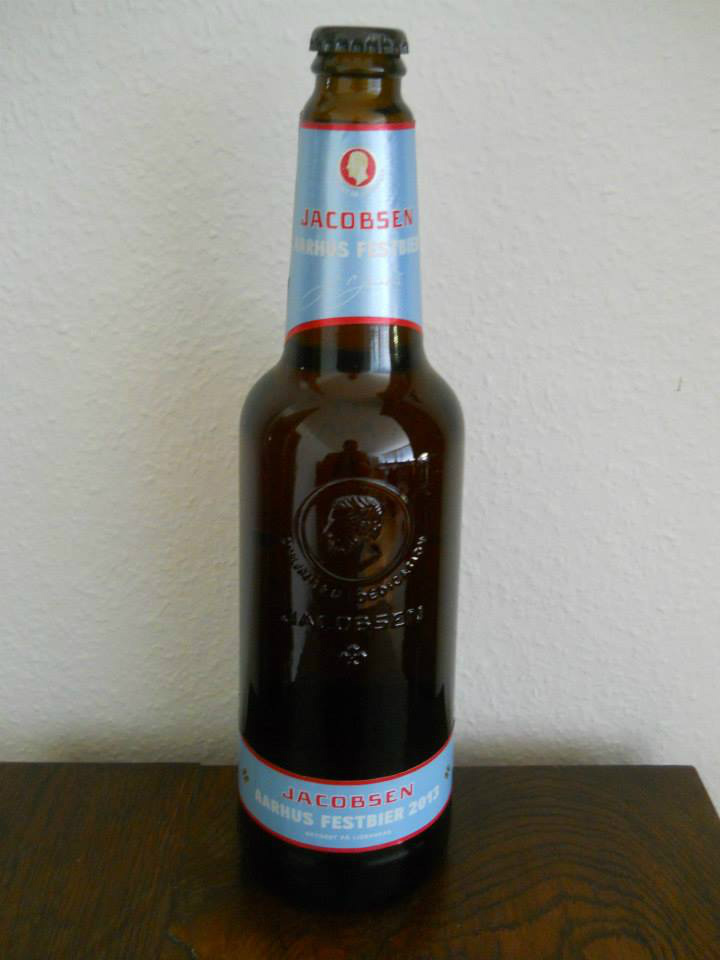 JACOBSEN
AARHUS FESTBIER
JACOBSEN
JACOBSEN
AARHUS FESTBIER 2013